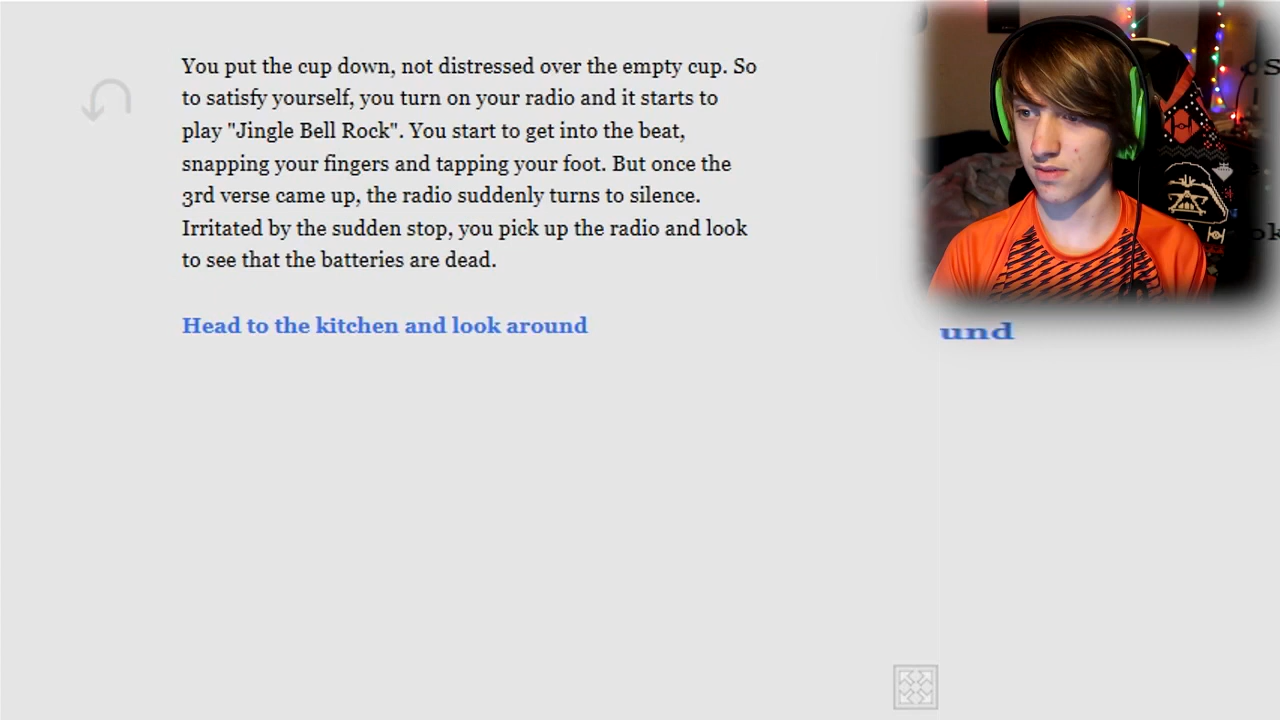 You put the cup down, not distressed over the empty cup. So
to satisfy yourself, you turn on your radio and it starts to
play "Jingle Bell Rock". You start to get into the beat,
snapping your fingers and tapping your foot. But once the
3rd verse came up, the radio suddenly turns to silence.
Irritated by the sudden stop, you pick up the radio and look
to see that the batteries are dead.
Head to the kitchen and look around
und